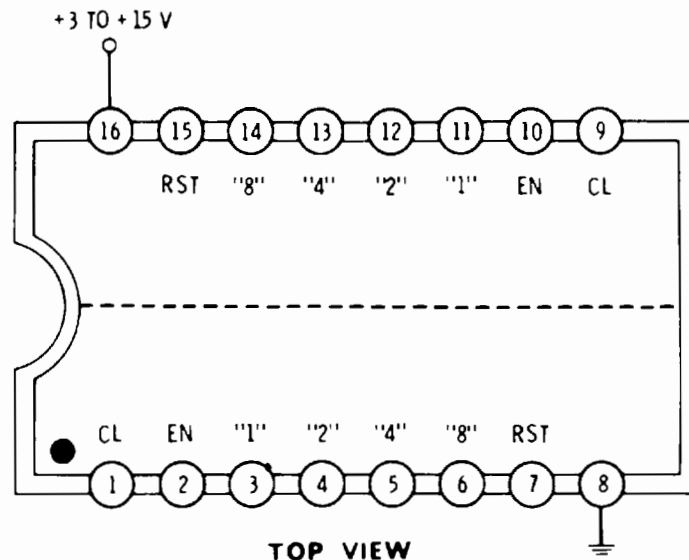 +3 TO +15 V
16 15 14 13 12 11 10 9
RST "8" "4" "2" "1" EN CL
CL EN "1" "2" "4" "8" RST
1 2 3 4 5 6 7 8
TOP VIEW